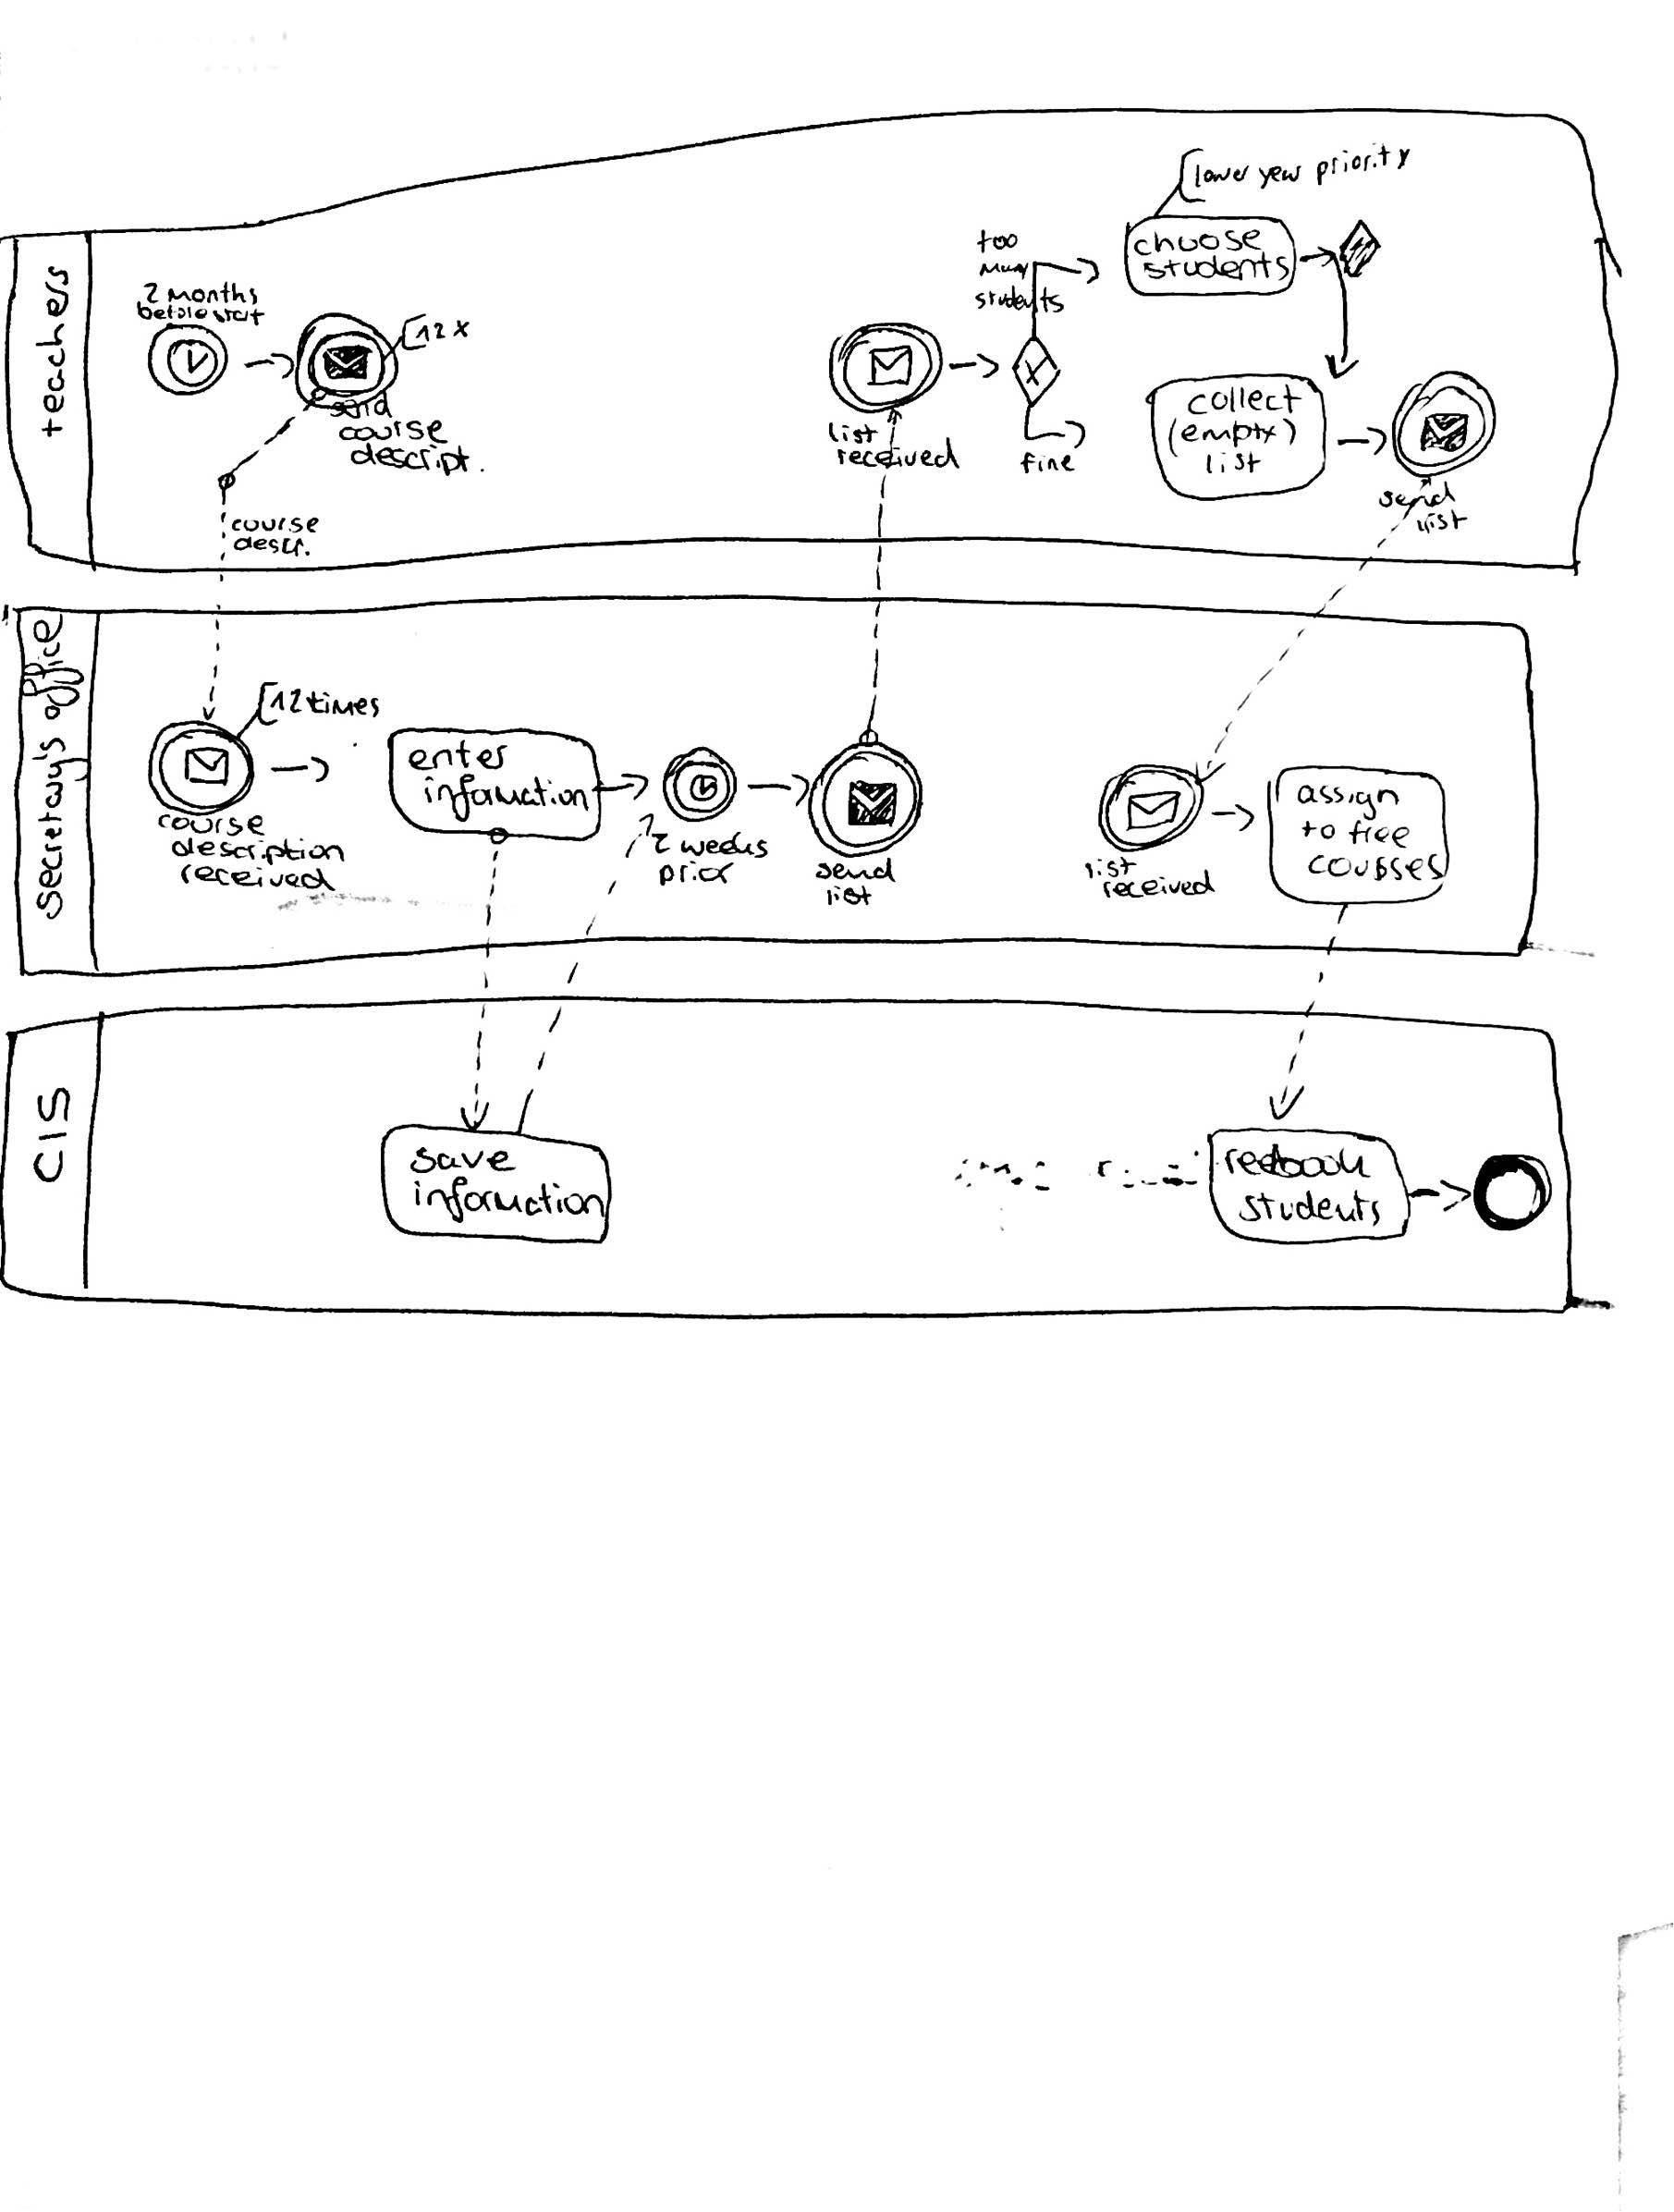 teachers
2 months
before start
send
course
descript.
[12 x
course
descr.
list
received
too
many
students
fine
[lower year priority
choose
students
collect
(empty)
list
send
list
secretary's office
[12 times
course
description
received
enter
information
2 weeks
prior
send
list
list
received
assign
to free
courses
CIS
save
information
students